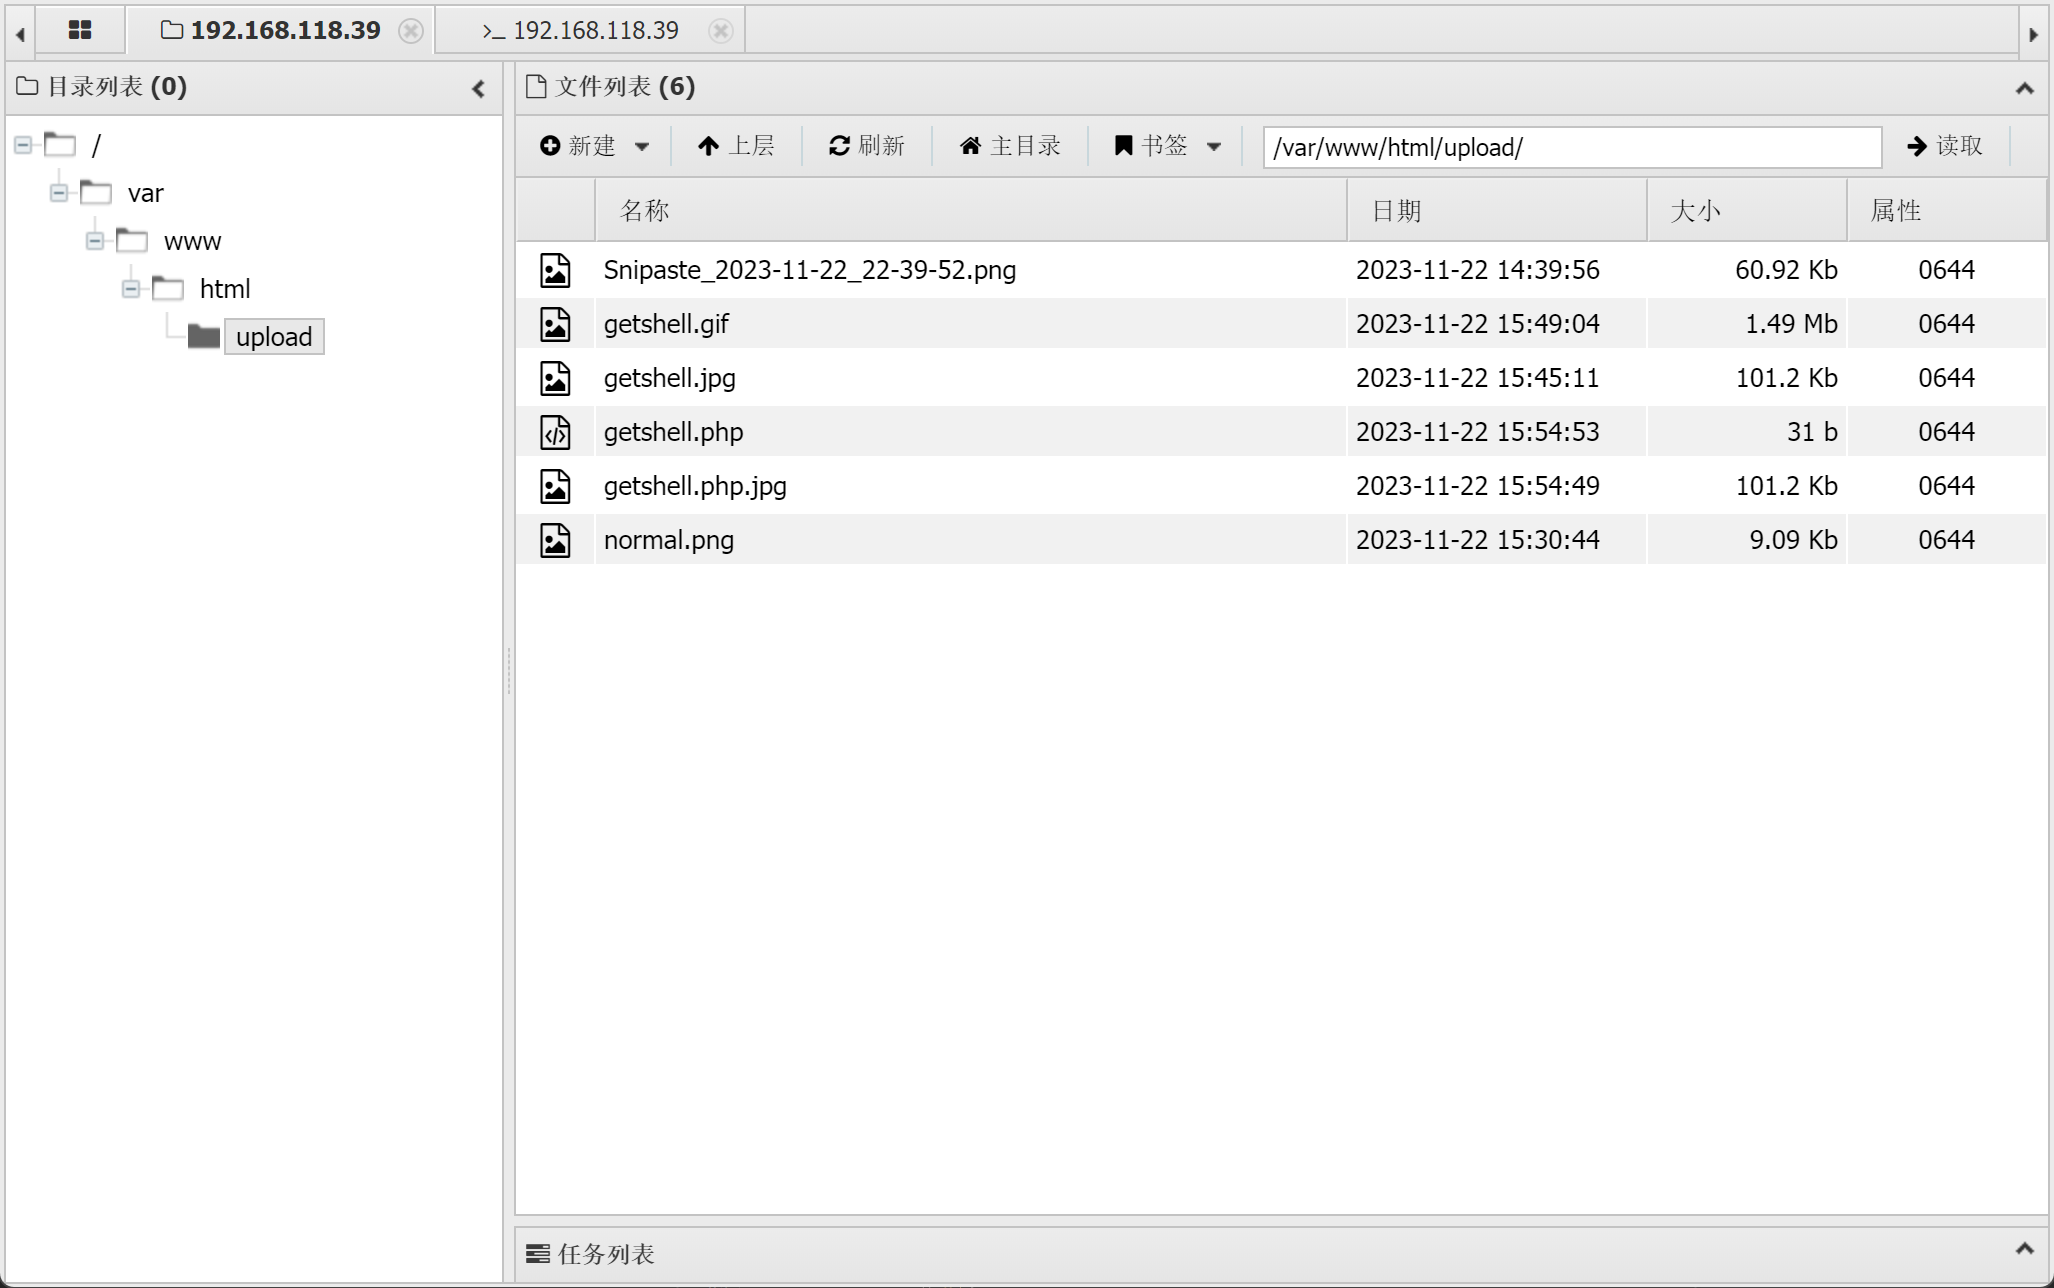 192.168.118.39 >_ 192.168.118.39
目录列表 (0)
/
var
www
html
upload
文件列表 (6)
新建 上层 刷新 主目录 书签 /var/www/html/upload/ 读取
名称 日期 大小 属性
Snipaste_2023-11-22_22-39-52.png 2023-11-22 14:39:56 60.92 Kb 0644
getshell.gif 2023-11-22 15:49:04 1.49 Mb 0644
getshell.jpg 2023-11-22 15:45:11 101.2 Kb 0644
getshell.php 2023-11-22 15:54:53 31 b 0644
getshell.php.jpg 2023-11-22 15:54:49 101.2 Kb 0644
normal.png 2023-11-22 15:30:44 9.09 Kb 0644
任务列表